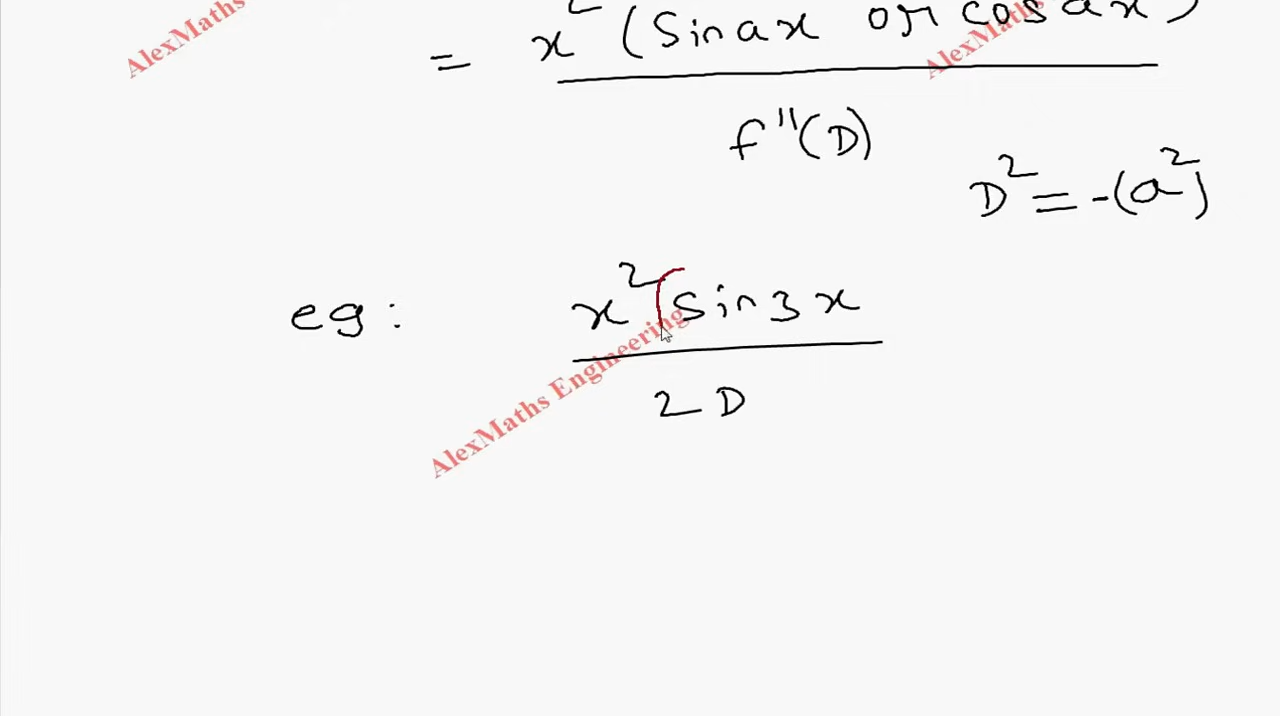 AlexMaths
= x² (Sin ax or cos ax)
AlexMaths
f''(D)
D² = -(a²)
eg: x² (Sin 3x
2D
AlexMaths Engineering